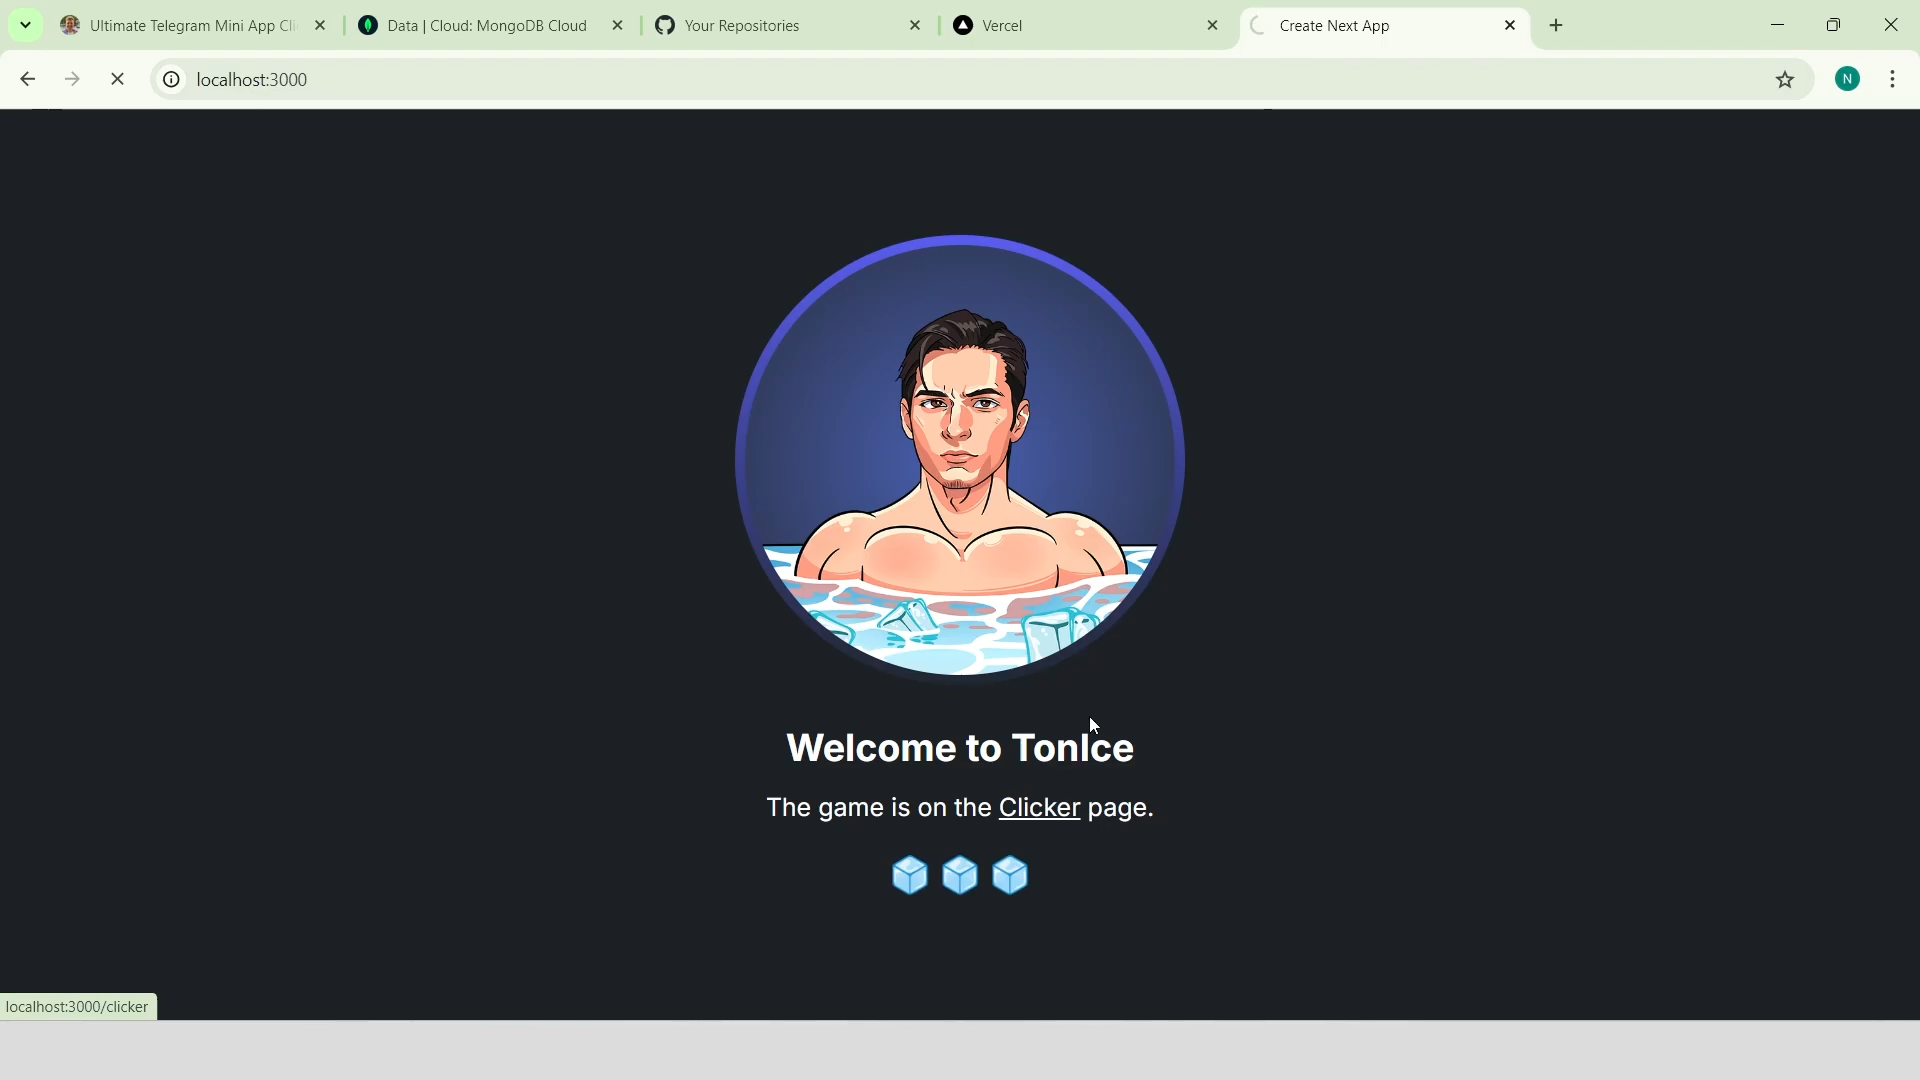 Ultimate Telegram Mini App Cli
Data | Cloud: MongoDB Cloud
Your Repositories
Vercel
Create Next App
localhost:3000
N
Welcome to TonIce
The game is on the Clicker page.
localhost:3000/clicker